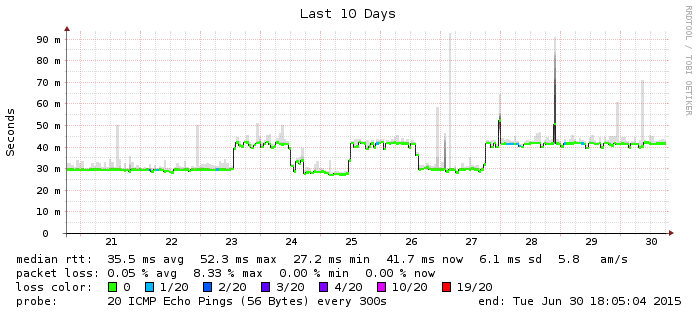 Last 10 Days
RRDTOOL / TOBI OETIKER
Seconds
90 m
80 m
70 m
60 m
50 m
40 m
30 m
20 m
10 m
0
21 22 23 24 25 26 27 28 29 30
median rtt: 35.5 ms avg 52.3 ms max 27.2 ms min 41.7 ms now 6.1 ms sd 5.8 am/s
packet loss: 0.05 % avg 8.33 % max 0.00 % min 0.00 % now
loss color: 0 1/20 2/20 3/20 4/20 10/20 19/20
probe: 20 ICMP Echo Pings (56 Bytes) every 300s end: Tue Jun 30 18:05:04 2015